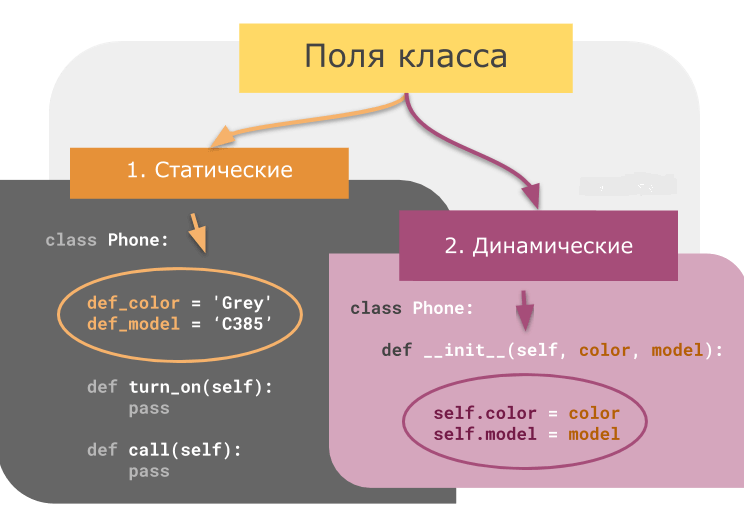 Поля класса
1. Статические
class Phone:
def_color = 'Grey'
def_model = ‘C385’
def turn_on(self):
pass
def call(self):
pass
2. Динамические
class Phone:
def __init__(self, color, model):
self.color = color
self.model = model